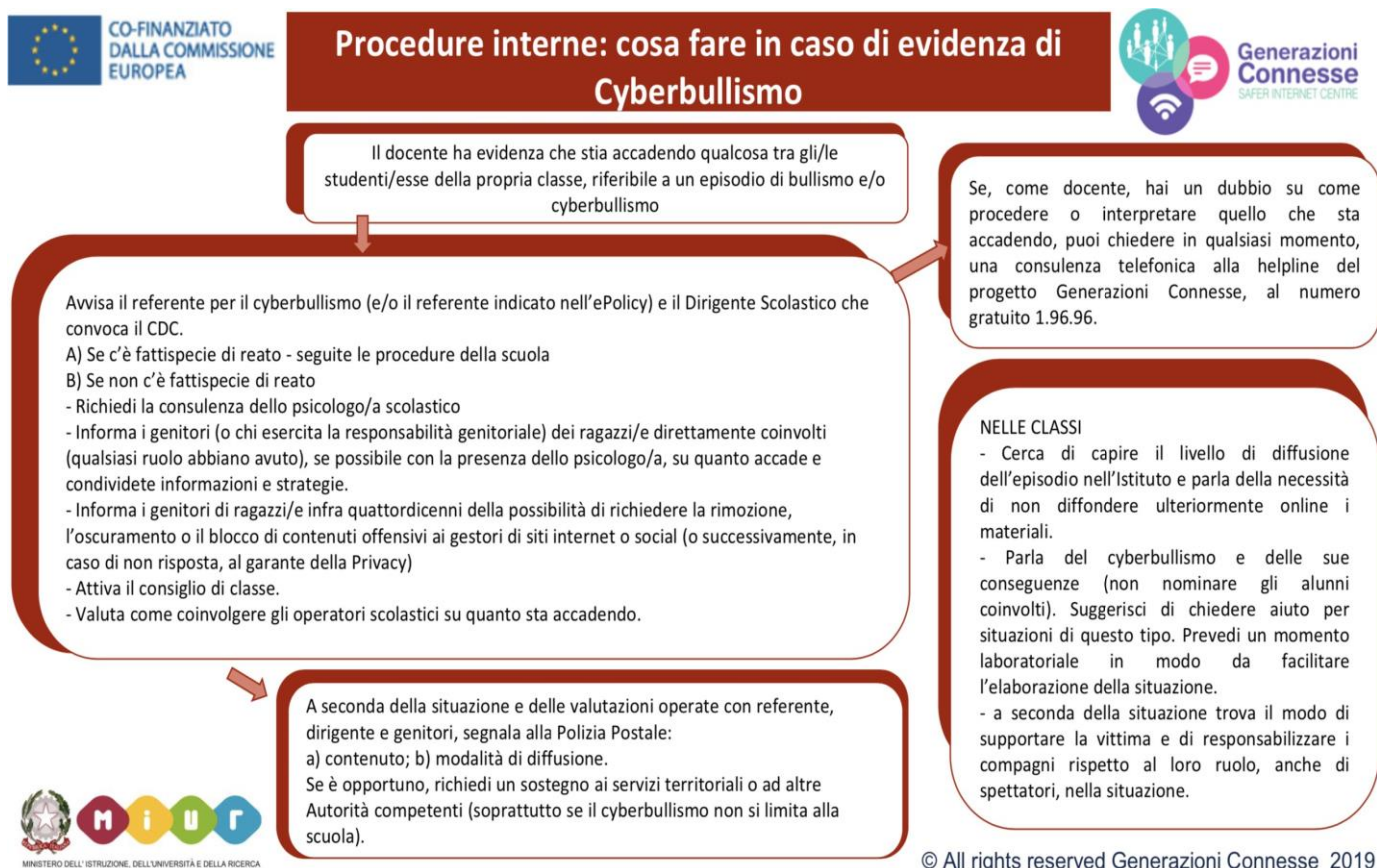 CO-FINANZIATO
DALLA COMMISSIONE
EUROPEA
Procedure interne: cosa fare in caso di evidenza di
Cyberbullismo
Generazioni
Connesse
SAFER INTERNET CENTRE
Il docente ha evidenza che stia accadendo qualcosa tra gli/le
studenti/esse della propria classe, riferibile a un episodio di bullismo e/o
cyberbullismo
Se, come docente, hai un dubbio su come
procedere o interpretare quello che sta
accadendo, puoi chiedere in qualsiasi momento,
una consulenza telefonica alla helpline del
progetto Generazioni Connesse, al numero
gratuito 1.96.96.
Avvisa il referente per il cyberbullismo (e/o il referente indicato nell'ePolicy) e il Dirigente Scolastico che
convoca il CDC.
A) Se c'è fattispecie di reato - seguite le procedure della scuola
B) Se non c'è fattispecie di reato
- Richiedi la consulenza dello psicologo/a scolastico
- Informa i genitori (o chi esercita la responsabilità genitoriale) dei ragazzi/e direttamente coinvolti
(qualsiasi ruolo abbiano avuto), se possibile con la presenza dello psicologo/a, su quanto accade e
condividete informazioni e strategie.
- Informa i genitori di ragazzi/e infra quattordicenni della possibilità di richiedere la rimozione,
l'oscuramento o il blocco di contenuti offensivi ai gestori di siti internet o social (o successivamente, in
caso di non risposta, al garante della Privacy)
- Attiva il consiglio di classe.
- Valuta come coinvolgere gli operatori scolastici su quanto sta accadendo.
NELLE CLASSI
- Cerca di capire il livello di diffusione
dell'episodio nell'Istituto e parla della necessità
di non diffondere ulteriormente online i
materiali.
- Parla del cyberbullismo e delle sue
conseguenze (non nominare gli alunni
coinvolti). Suggerisci di chiedere aiuto per
situazioni di questo tipo. Prevedi un momento
laboratoriale in modo da facilitare
l'elaborazione della situazione.
- a seconda della situazione trova il modo di
supportare la vittima e di responsabilizzare i
compagni rispetto al loro ruolo, anche di
spettatori, nella situazione.
A seconda della situazione e delle valutazioni operate con referente,
dirigente e genitori, segnala alla Polizia Postale:
a) contenuto; b) modalità di diffusione.
Se è opportuno, richiedi un sostegno ai servizi territoriali o ad altre
Autorità competenti (soprattutto se il cyberbullismo non si limita alla
scuola).
M i u r
MINISTERO DELL' ISTRUZIONE, DELL'UNIVERSITÀ E DELLA RICERCA
© All rights reserved Generazioni Connesse 2019